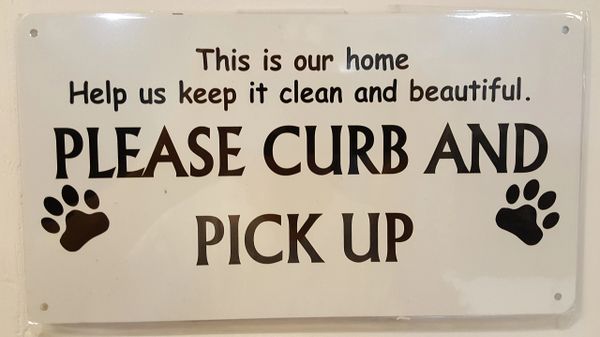 This is our home
Help us keep it clean and beautiful.
PLEASE CURB AND
PICK UP